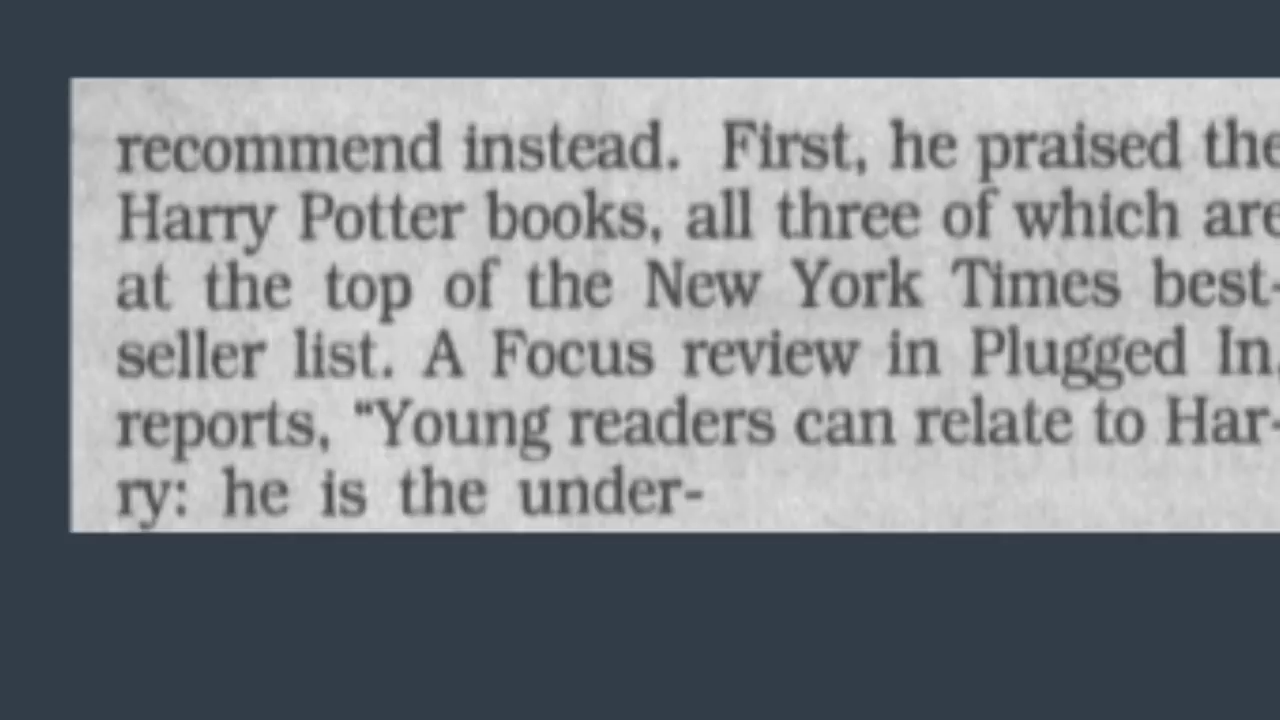 recommend instead. First, he praised the
Harry Potter books, all three of which are
at the top of the New York Times best-
seller list. A Focus review in Plugged In,
reports, “Young readers can relate to Har-
ry: he is the under-